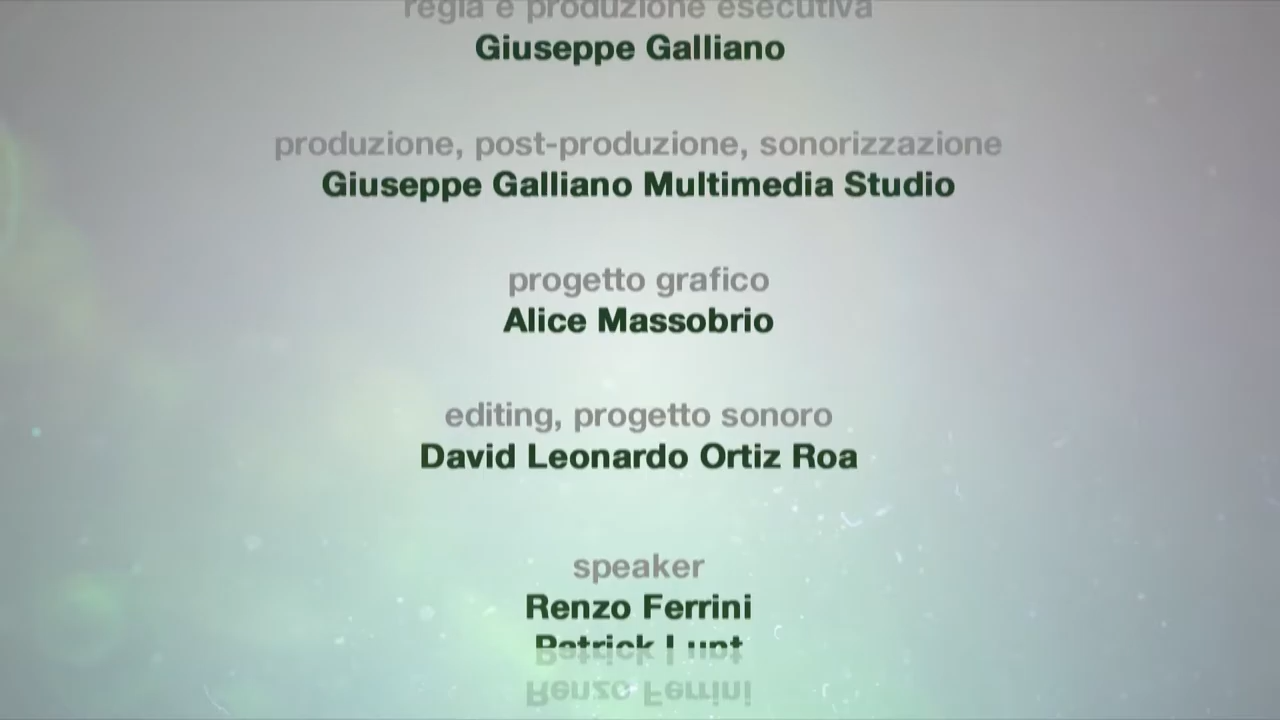 regia e produzione esecutiva
Giuseppe Galliano
produzione, post-produzione, sonorizzazione
Giuseppe Galliano Multimedia Studio
progetto grafico
Alice Massobrio
editing, progetto sonoro
David Leonardo Ortiz Roa
speaker
Renzo Ferrini
Patrick